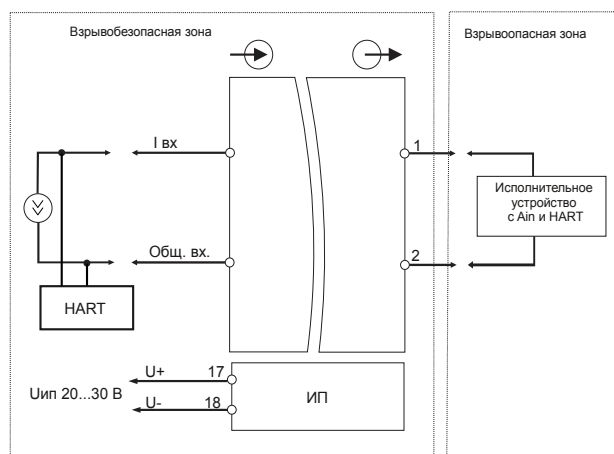 Взрывобезопасная зона
Взрывоопасная зона
I вх
1
Исполнительное
устройство
с Ain и HART
Общ. вх.
2
HART
U+ 17
Uип 20...30 В
ИП
U- 18